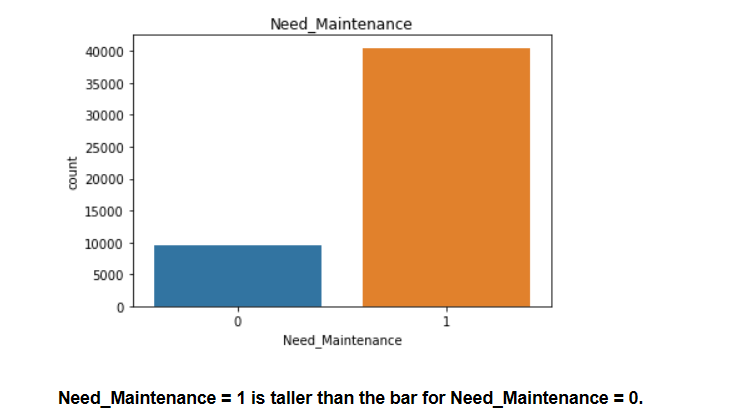 Need_Maintenance
40000
35000
30000
25000
20000
15000
10000
5000
0
count
0 1
Need_Maintenance
Need_Maintenance = 1 is taller than the bar for Need_Maintenance = 0.